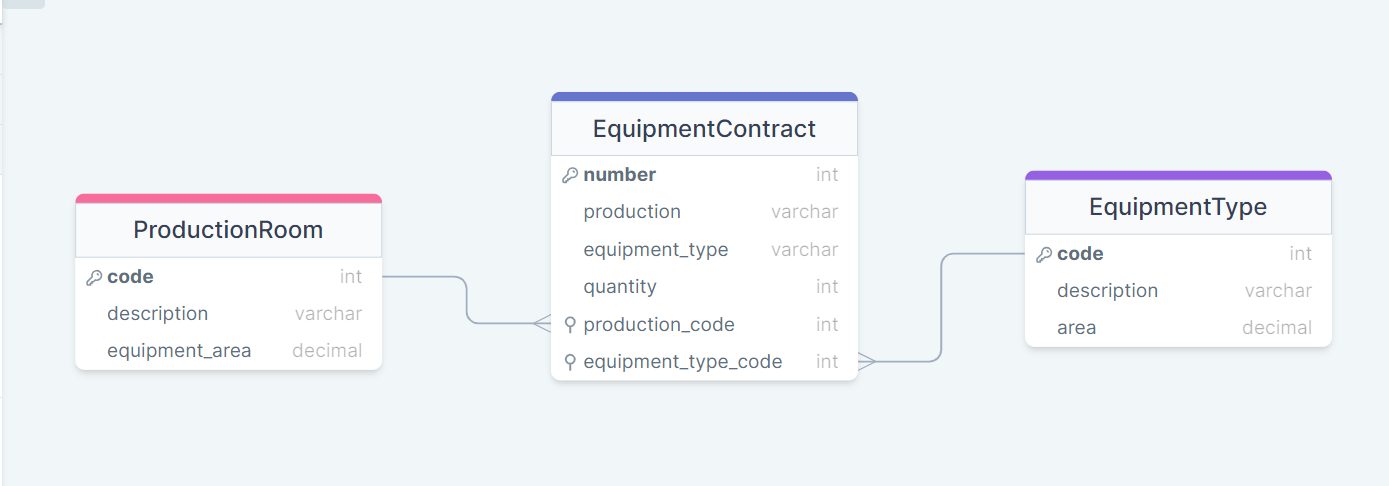 ProductionRoom
code int
description varchar
equipment_area decimal
EquipmentContract
number int
production varchar
equipment_type varchar
quantity int
production_code int
equipment_type_code int
EquipmentType
code int
description varchar
area decimal